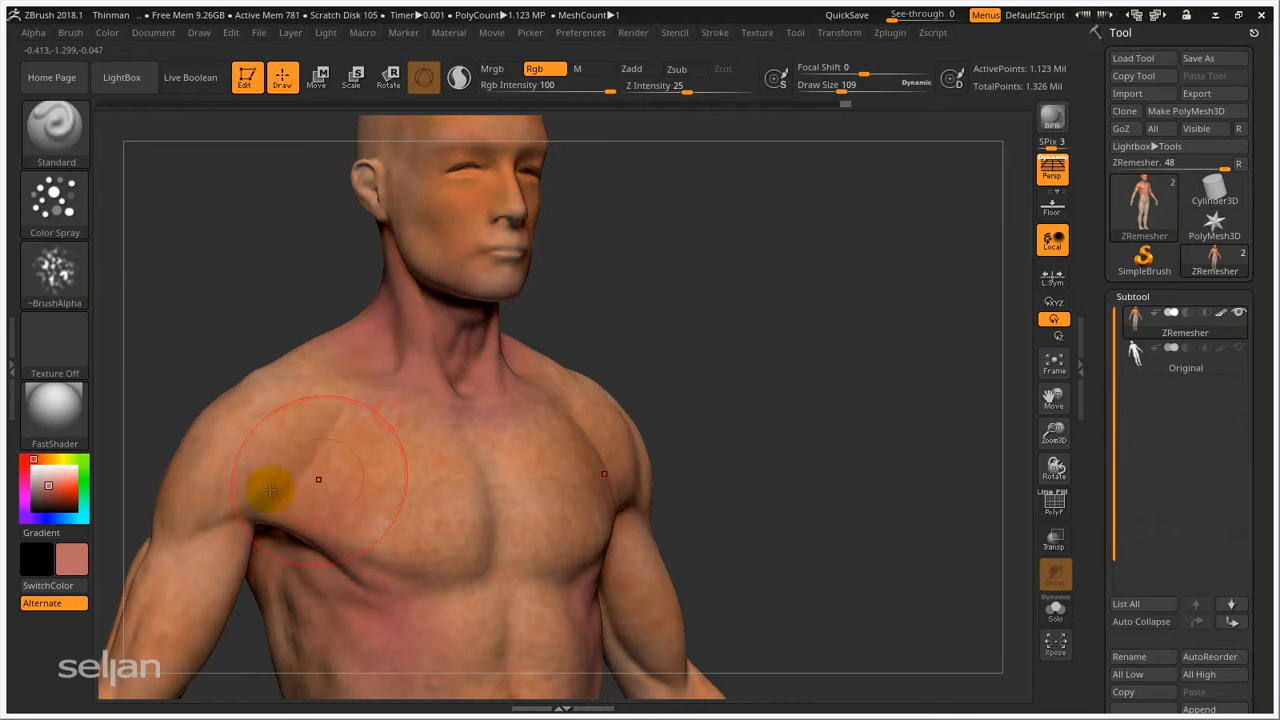 ZBrush 2018.1 Thinman .. • Free Mem 9.26GB • Active Mem 781 • Scratch Disk 105 • Timer▶0.001 • PolyCount▶1.123 MP • MeshCount▶1 QuickSave See-through 0 Menus DefaultZScript
Alpha Brush Color Document Draw Edit File Layer Light Macro Marker Material Movie Picker Preferences Render Stencil Stroke Texture Tool Transform Zplugin Zscript
-0.413,-1.299,-0.047
Home Page LightBox Live Boolean
Edit Draw Move Scale Rotate
Mrgb Rgb M Zadd Zsub Zcut
Rgb Intensity 100 Z Intensity 25
S
Focal Shift 0
Draw Size 109 Dynamic
D
ActivePoints: 1.123 Mil
TotalPoints: 1.326 Mil
Standard
Color Spray
~BrushAlpha
Texture Off
FastShader
Gradient
SwitchColor
Alternate
seljan
BPR
SPix 3
Dynamic
Persp
Floor
Local
L.Sym
XYZ
Y
Z
Frame
Move
Zoom3D
Rotate
Line Fill
PolyF
Transp
Ghost
Dynamic
Solo
Xpose
Tool
Load Tool Save As
Copy Tool Paste Tool
Import Export
Clone Make PolyMesh3D
GoZ All Visible R
Lightbox▶Tools
ZRemesher. 48 R
2
ZRemesher
Cylinder3D
PolyMesh3D
SimpleBrush
2
ZRemesher
Subtool
ZRemesher
Original
List All
Auto Collapse
Rename AutoReorder
All Low All High
Copy Paste
Append